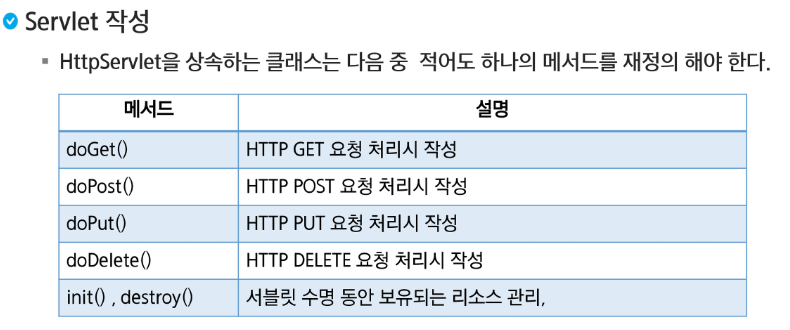 Servlet 작성
HttpServlet을 상속하는 클래스는 다음 중 적어도 하나의 메서드를 재정의 해야 한다.
메서드 설명
doGet() HTTP GET 요청 처리시 작성
doPost() HTTP POST 요청 처리시 작성
doPut() HTTP PUT 요청 처리시 작성
doDelete() HTTP DELETE 요청 처리시 작성
init() , destroy() 서블릿 수명 동안 보유되는 리소스 관리,